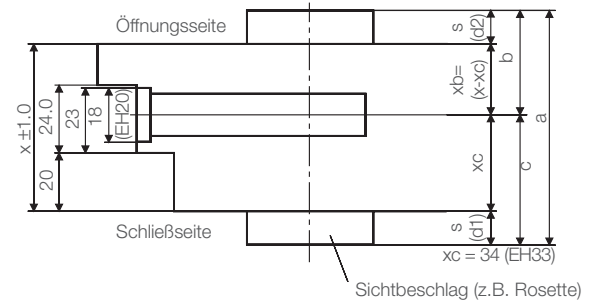 Öffnungsseite
s
(d2)
b
xb=
(x-xc)
a
x ±1.0
24.0
23
18
(EH20)
20
xc
c
Schließseite
s
(d1)
xc = 34 (EH33)
Sichtbeschlag (z.B. Rosette)